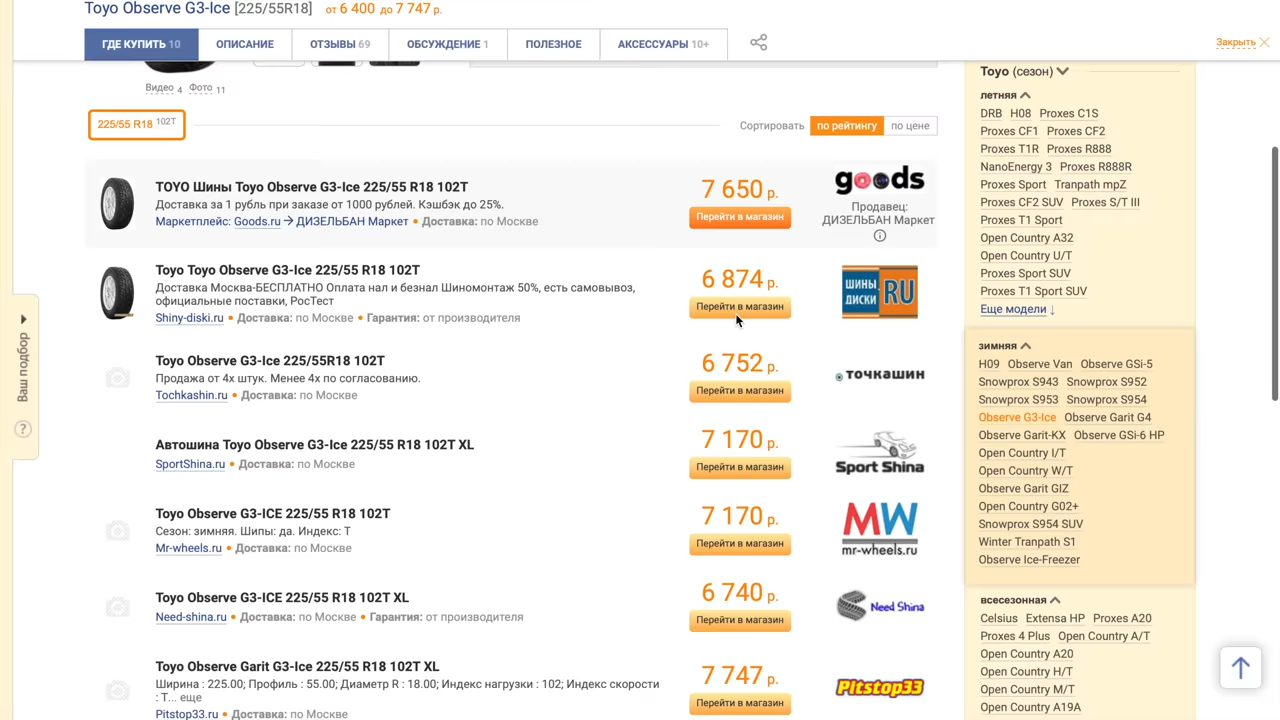 Toyo Observe G3-Ice [225/55R18] от 6 400 до 7 747 р.
ГДЕ КУПИТЬ 10 ОПИСАНИЕ ОТЗЫВЫ 69 ОБСУЖДЕНИЕ 1 ПОЛЕЗНОЕ АКСЕССУАРЫ 10+
Закрыть
Видео 4 Фото 11
225/55 R18 102T
Сортировать по рейтингу по цене
TOYO Шины Toyo Observe G3-Ice 225/55 R18 102T
Доставка за 1 рубль при заказе от 1000 рублей. Кэшбэк до 25%.
Маркетплейс: Goods.ru → ДИЗЕЛЬБАН Маркет • Доставка: по Москве
7 650 р.
Перейти в магазин
goods
Продавец:
ДИЗЕЛЬБАН Маркет
Toyo Toyo Observe G3-Ice 225/55 R18 102T
Доставка Москва-БЕСПЛАТНО Оплата нал и безнал Шиномонтаж 50%, есть самовывоз,
официальные поставки, РосТест
Shiny-diski.ru • Доставка: по Москве • Гарантия: от производителя
6 874 р.
Перейти в магазин
ШИНЫ
ДИСКИ RU
Toyo Observe G3-Ice 225/55R18 102T
Продажа от 4х штук. Менее 4х по согласованию.
Tochkashin.ru • Доставка: по Москве
6 752 р.
Перейти в магазин
точкашин
Автошина Toyo Observe G3-Ice 225/55 R18 102T XL
SportShina.ru • Доставка: по Москве
7 170 р.
Перейти в магазин
Sport Shina
Toyo Observe G3-ICE 225/55 R18 102T
Сезон: зимняя. Шипы: да. Индекс: T
Mr-wheels.ru • Доставка: по Москве
7 170 р.
Перейти в магазин
MW
mr-wheels.ru
Toyo Observe G3-ICE 225/55 R18 102T XL
Need-shina.ru • Доставка: по Москве • Гарантия: от производителя
6 740 р.
Перейти в магазин
Need Shina
Toyo Observe Garit G3-Ice 225/55 R18 102T XL
Ширина : 225.00; Профиль : 55.00; Диаметр R : 18.00; Индекс нагрузки : 102; Индекс скорости
: T... еще
Pitstop33.ru • Доставка: по Москве
7 747 р.
Перейти в магазин
Pitstop33
Ваш подбор
?
Toyo (сезон)
летняя
DRB H08 Proxes C1S
Proxes CF1 Proxes CF2
Proxes T1R Proxes R888
NanoEnergy 3 Proxes R888R
Proxes Sport Tranpath mpZ
Proxes CF2 SUV Proxes S/T III
Proxes T1 Sport
Open Country A32
Open Country U/T
Proxes Sport SUV
Proxes T1 Sport SUV
Еще модели ↓
зимняя
H09 Observe Van Observe GSi-5
Snowprox S943 Snowprox S952
Snowprox S953 Snowprox S954
Observe G3-Ice Observe Garit G4
Observe Garit-KX Observe GSi-6 HP
Open Country I/T
Open Country W/T
Observe Garit GIZ
Open Country G02+
Snowprox S954 SUV
Winter Tranpath S1
Observe Ice-Freezer
всесезонная
Celsius Extensa HP Proxes A20
Proxes 4 Plus Open Country A/T
Open Country A20
Open Country H/T
Open Country M/T
Open Country A19A